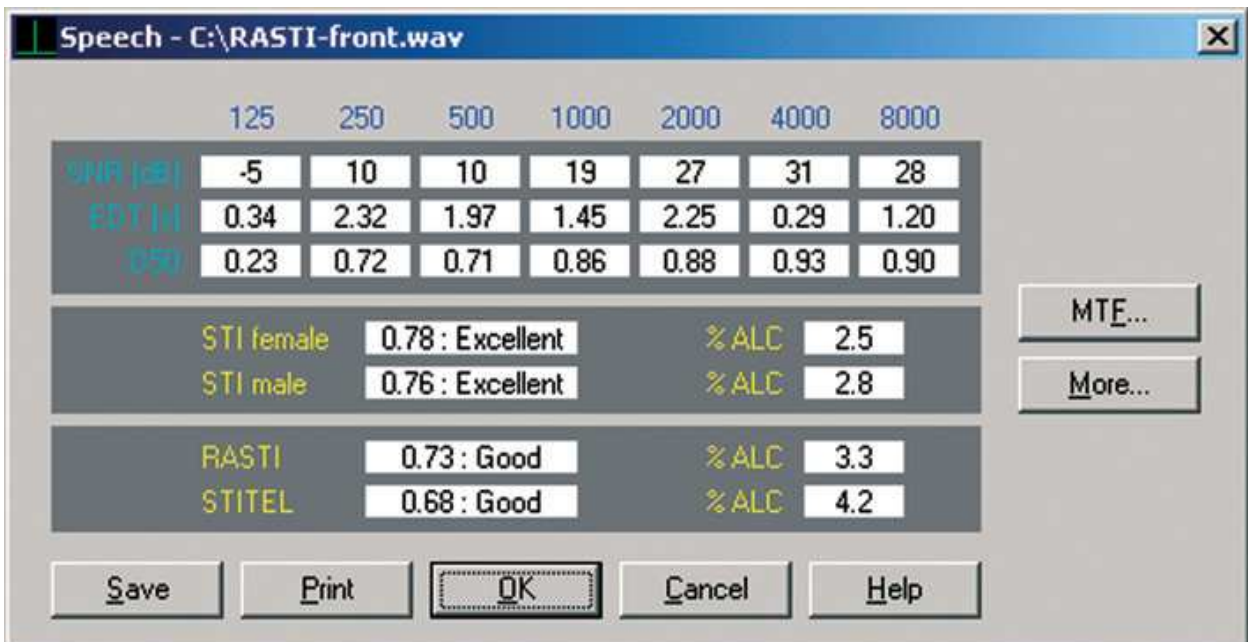 Speech - C:\RASTI-front.wav
125 250 500 1000 2000 4000 8000
SNR [dB] -5 10 10 19 27 31 28
EDT [s] 0.34 2.32 1.97 1.45 2.25 0.29 1.20
D50 0.23 0.72 0.71 0.86 0.88 0.93 0.90
MTF...
STI female 0.78 : Excellent % ALC 2.5
STI male 0.76 : Excellent % ALC 2.8
More...
RASTI 0.73 : Good % ALC 3.3
STITEL 0.68 : Good % ALC 4.2
Save Print OK Cancel Help